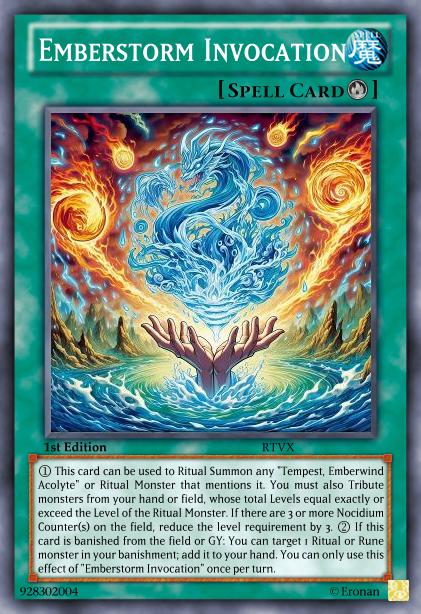 Emberstorm Invocation
SPELL
魔
[Spell Card]
1st Edition
RTVX
① This card can be used to Ritual Summon any "Tempest, Emberwind
Acolyte" or Ritual Monster that mentions it. You must also Tribute
monsters from your hand or field, whose total Levels equal exactly or
exceed the Level of the Ritual Monster. If there are 3 or more Nocidium
Counter(s) on the field, reduce the level requirement by 3. ② If this
card is banished from the field or GY: You can target 1 Ritual or Rune
monster in your banishment; add it to your hand. You can only use this
effect of "Emberstorm Invocation" once per turn.
928302004
© Eronan